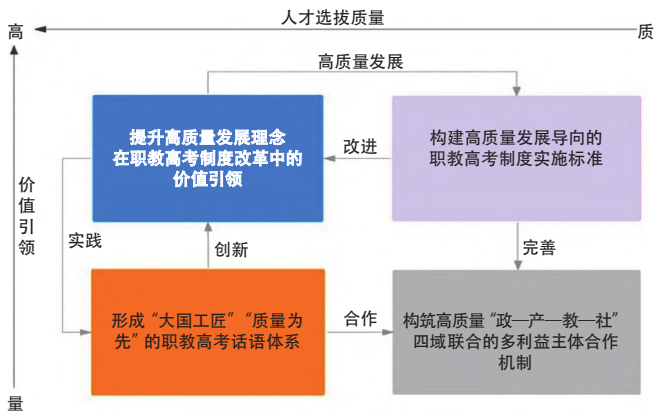 人才选拔质量
高
质
高质量发展
提升高质量发展理念
在职教高考制度改革中的
价值引领
改进
构建高质量发展导向的
职教高考制度实施标准
价值引领
实践
创新
完善
形成“大国工匠”“质量为
先”的职教高考话语体系
合作
构筑高质量“政—产—教—社”
四域联合的多利益主体合作
机制
量